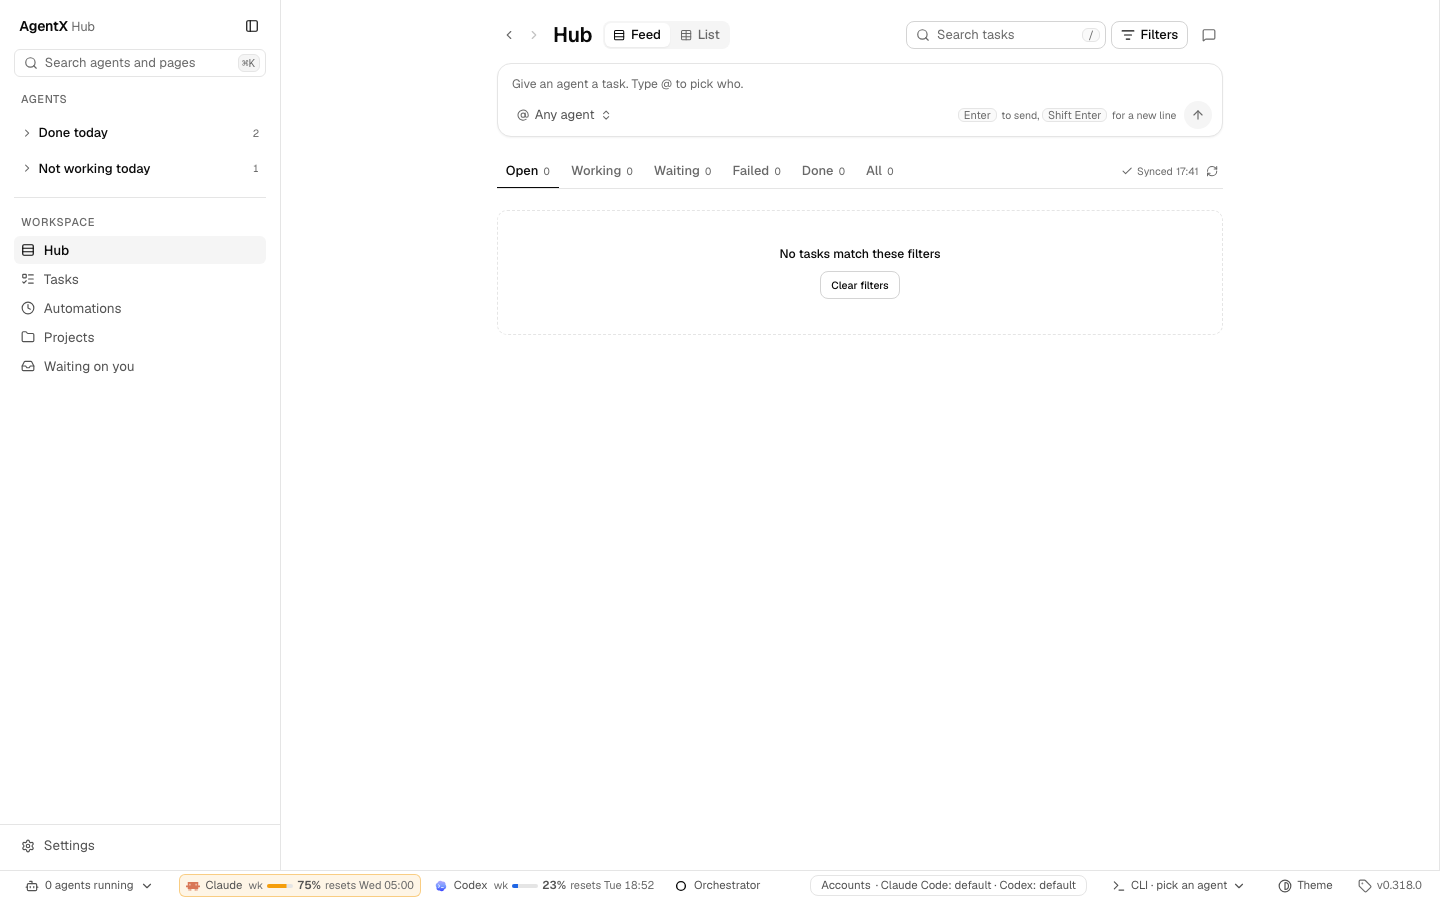 AgentX Hub
Search agents and pages ⌘K
AGENTS
Done today 2
Not working today 1
WORKSPACE
Hub
Tasks
Automations
Projects
Waiting on you
Settings
Hub Feed List
Search tasks /
Filters
Give an agent a task. Type @ to pick who.
@ Any agent
Enter to send, Shift Enter for a new line
Open 0 Working 0 Waiting 0 Failed 0 Done 0 All 0
Synced 17:41
No tasks match these filters
Clear filters
0 agents running
Claude wk 75% resets Wed 05:00
Codex wk 23% resets Tue 18:52
Orchestrator
Accounts · Claude Code: default · Codex: default
CLI · pick an agent
Theme
v0.318.0